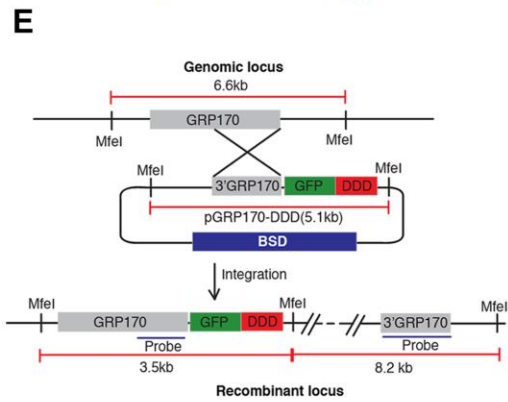 E
Genomic locus
6.6kb
GRP170
MfeI MfeI
MfeI MfeI
3'GRP170 GFP DDD
pGRP170-DDD(5.1kb)
BSD
Integration
MfeI MfeI MfeI
GRP170 GFP DDD 3'GRP170
Probe Probe
3.5kb 8.2 kb
Recombinant locus